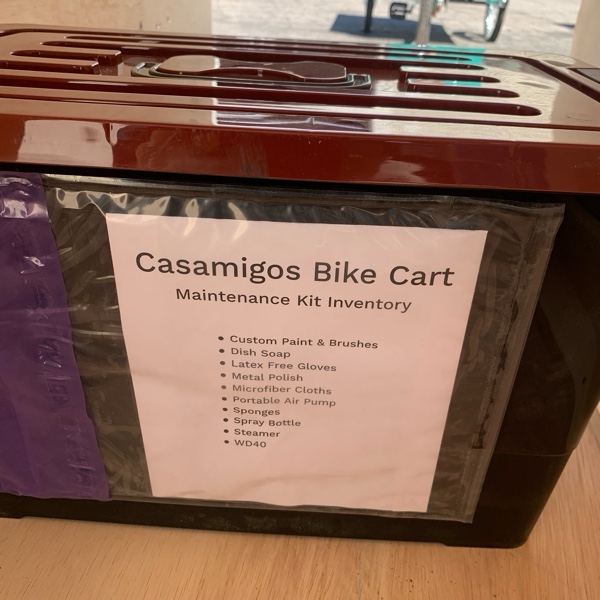 Casamigos Bike Cart
Maintenance Kit Inventory
• Custom Paint & Brushes
• Dish Soap
• Latex Free Gloves
• Metal Polish
• Microfiber Cloths
• Portable Air Pump
• Sponges
• Spray Bottle
• Steamer
• WD40